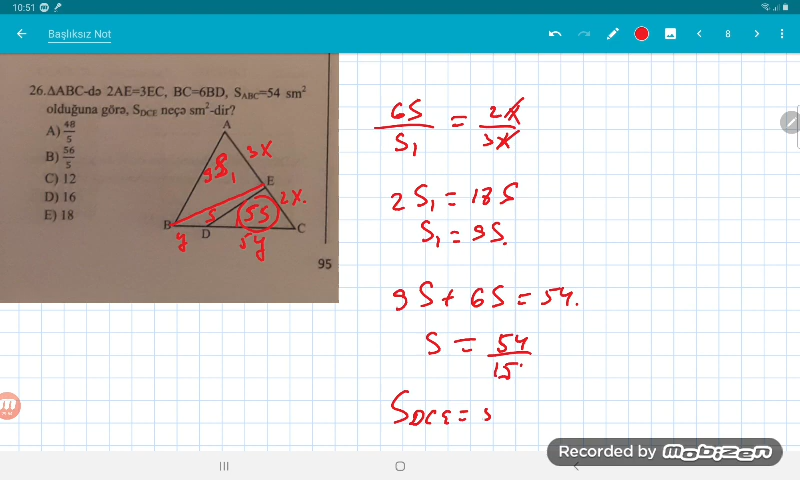 10:51
Başlıksız Not
8
26.ΔABC-də 2AE=3EC, BC=6BD, S_ABC=54 sm²
olduğuna görə, S_DCE neçə sm²-dir?
A) 48/5
B) 56/5
C) 12
D) 16
E) 18
A
3x
9S₁
E
2x.
S
5S
B
D
C
y
5y
95
6S/S₁ = 2x/3x
2S₁ = 18S
S₁ = 9S.
9S + 6S = 54.
S = 54/15
S_DCE =
Recorded by mobizen